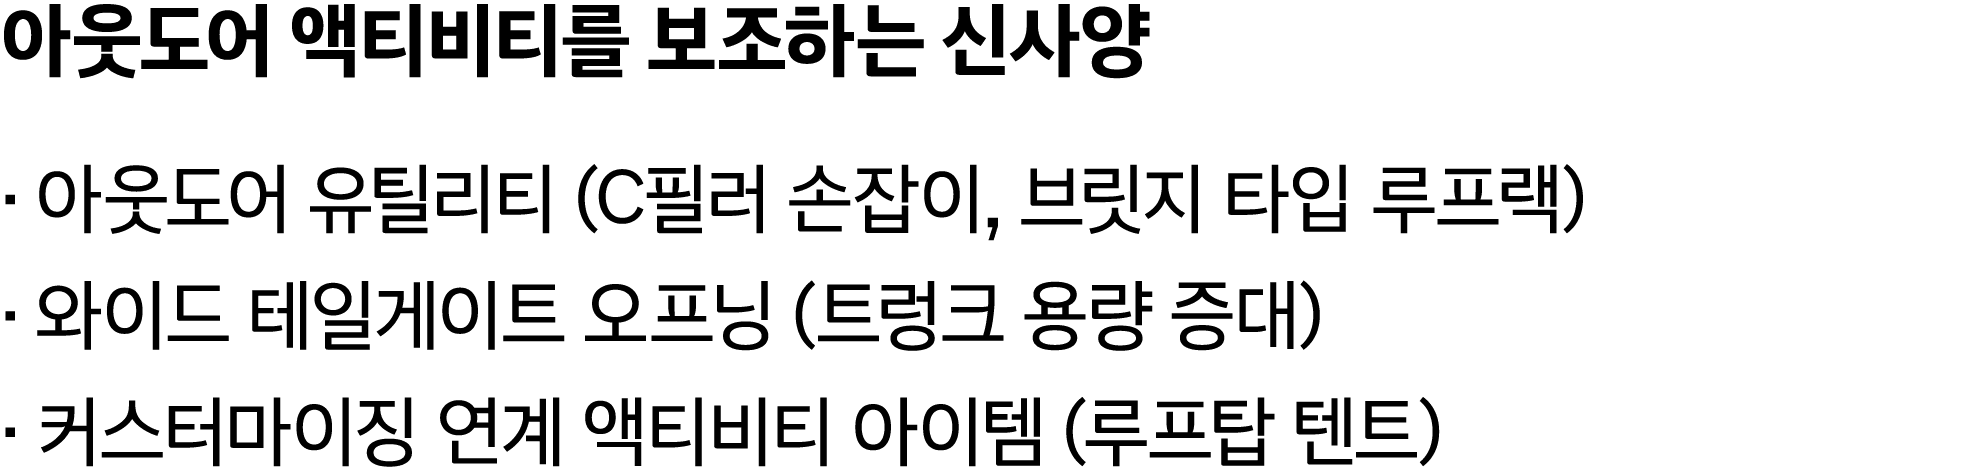 아웃도어 액티비티를 보조하는 신사양
· 아웃도어 유틸리티 (C필러 손잡이, 브릿지 타입 루프랙)
· 와이드 테일게이트 오프닝 (트렁크 용량 증대)
· 커스터마이징 연계 액티비티 아이템 (루프탑 텐트)